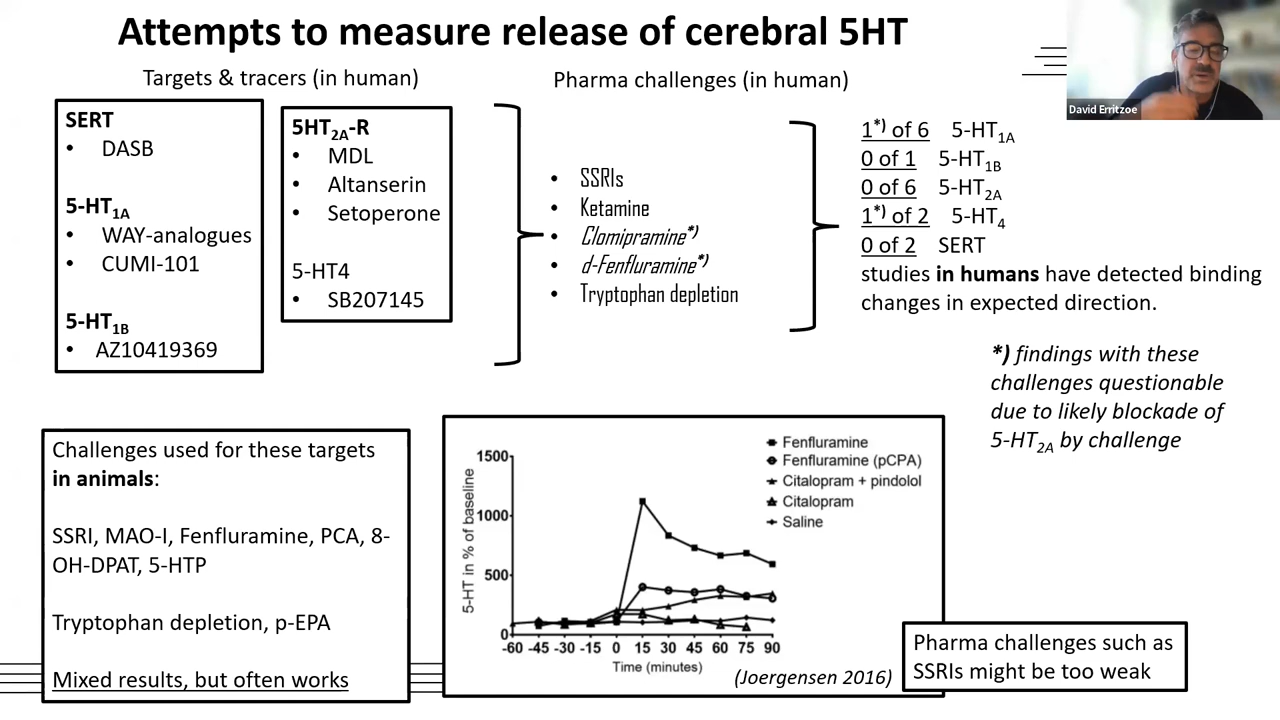 Attempts to measure release of cerebral 5HT
David Erritzoe
Targets & tracers (in human)
SERT
• DASB
5-HT1A
• WAY-analogues
• CUMI-101
5-HT1B
• AZ10419369
5HT2A-R
• MDL
• Altanserin
• Setoperone
5-HT4
• SB207145
Pharma challenges (in human)
• SSRIs
• Ketamine
• Clomipramine*)
• d-Fenfluramine*)
• Tryptophan depletion
1*) of 6 5-HT1A
0 of 1 5-HT1B
0 of 6 5-HT2A
1*) of 2 5-HT4
0 of 2 SERT
studies in humans have detected binding
changes in expected direction.
*) findings with these
challenges questionable
due to likely blockade of
5-HT2A by challenge
Challenges used for these targets
in animals:
SSRI, MAO-I, Fenfluramine, PCA, 8-
OH-DPAT, 5-HTP
Tryptophan depletion, p-EPA
Mixed results, but often works
5-HT in % of baseline
1500
1000
500
0
-60 -45 -30 -15 0 15 30 45 60 75 90
Time (minutes)
Fenfluramine
Fenfluramine (pCPA)
Citalopram + pindolol
Citalopram
Saline
(Joergensen 2016)
Pharma challenges such as
SSRIs might be too weak